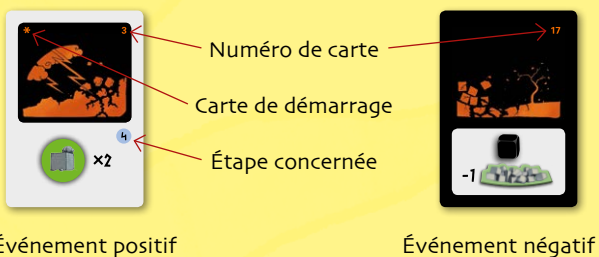 * 3
17
Numéro de carte
Carte de démarrage
4
×2
Étape concernée
-1
Événement positif
Événement négatif